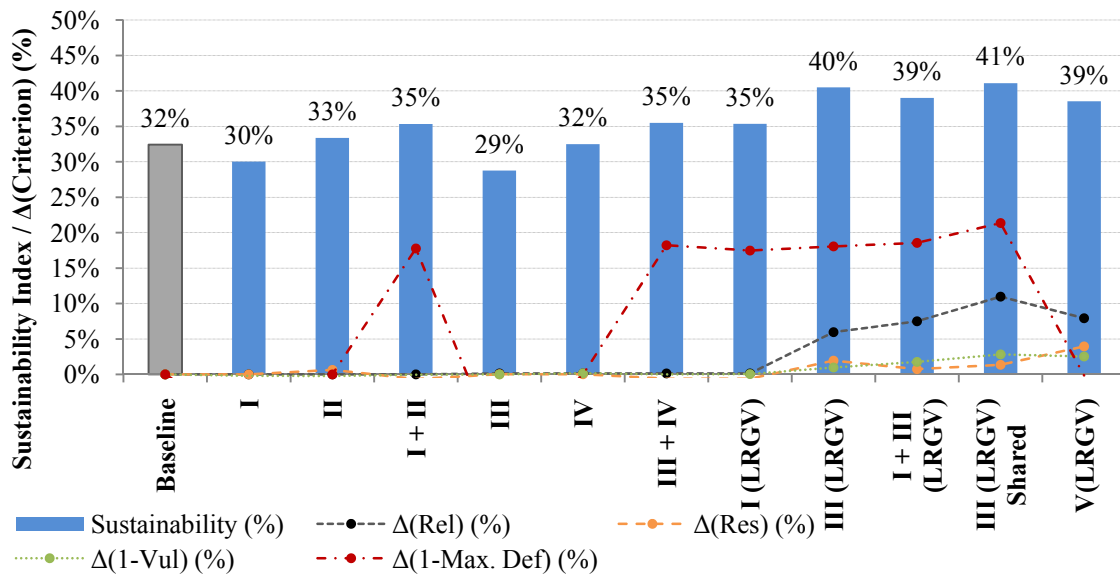 Sustainability Index / Δ(Criterion) (%)
50%
45%
40%
35%
30%
25%
20%
15%
10%
5%
0%
32%
30%
33%
35%
29%
32%
35%
35%
40%
39%
41%
39%
Baseline
I
II
I + II
III
IV
III + IV
I (LRGV)
III (LRGV)
I + III
(LRGV)
III (LRGV)
Shared
V(LRGV)
Sustainability (%)
Δ(Rel) (%)
Δ(Res) (%)
Δ(1-Vul) (%)
Δ(1-Max. Def) (%)